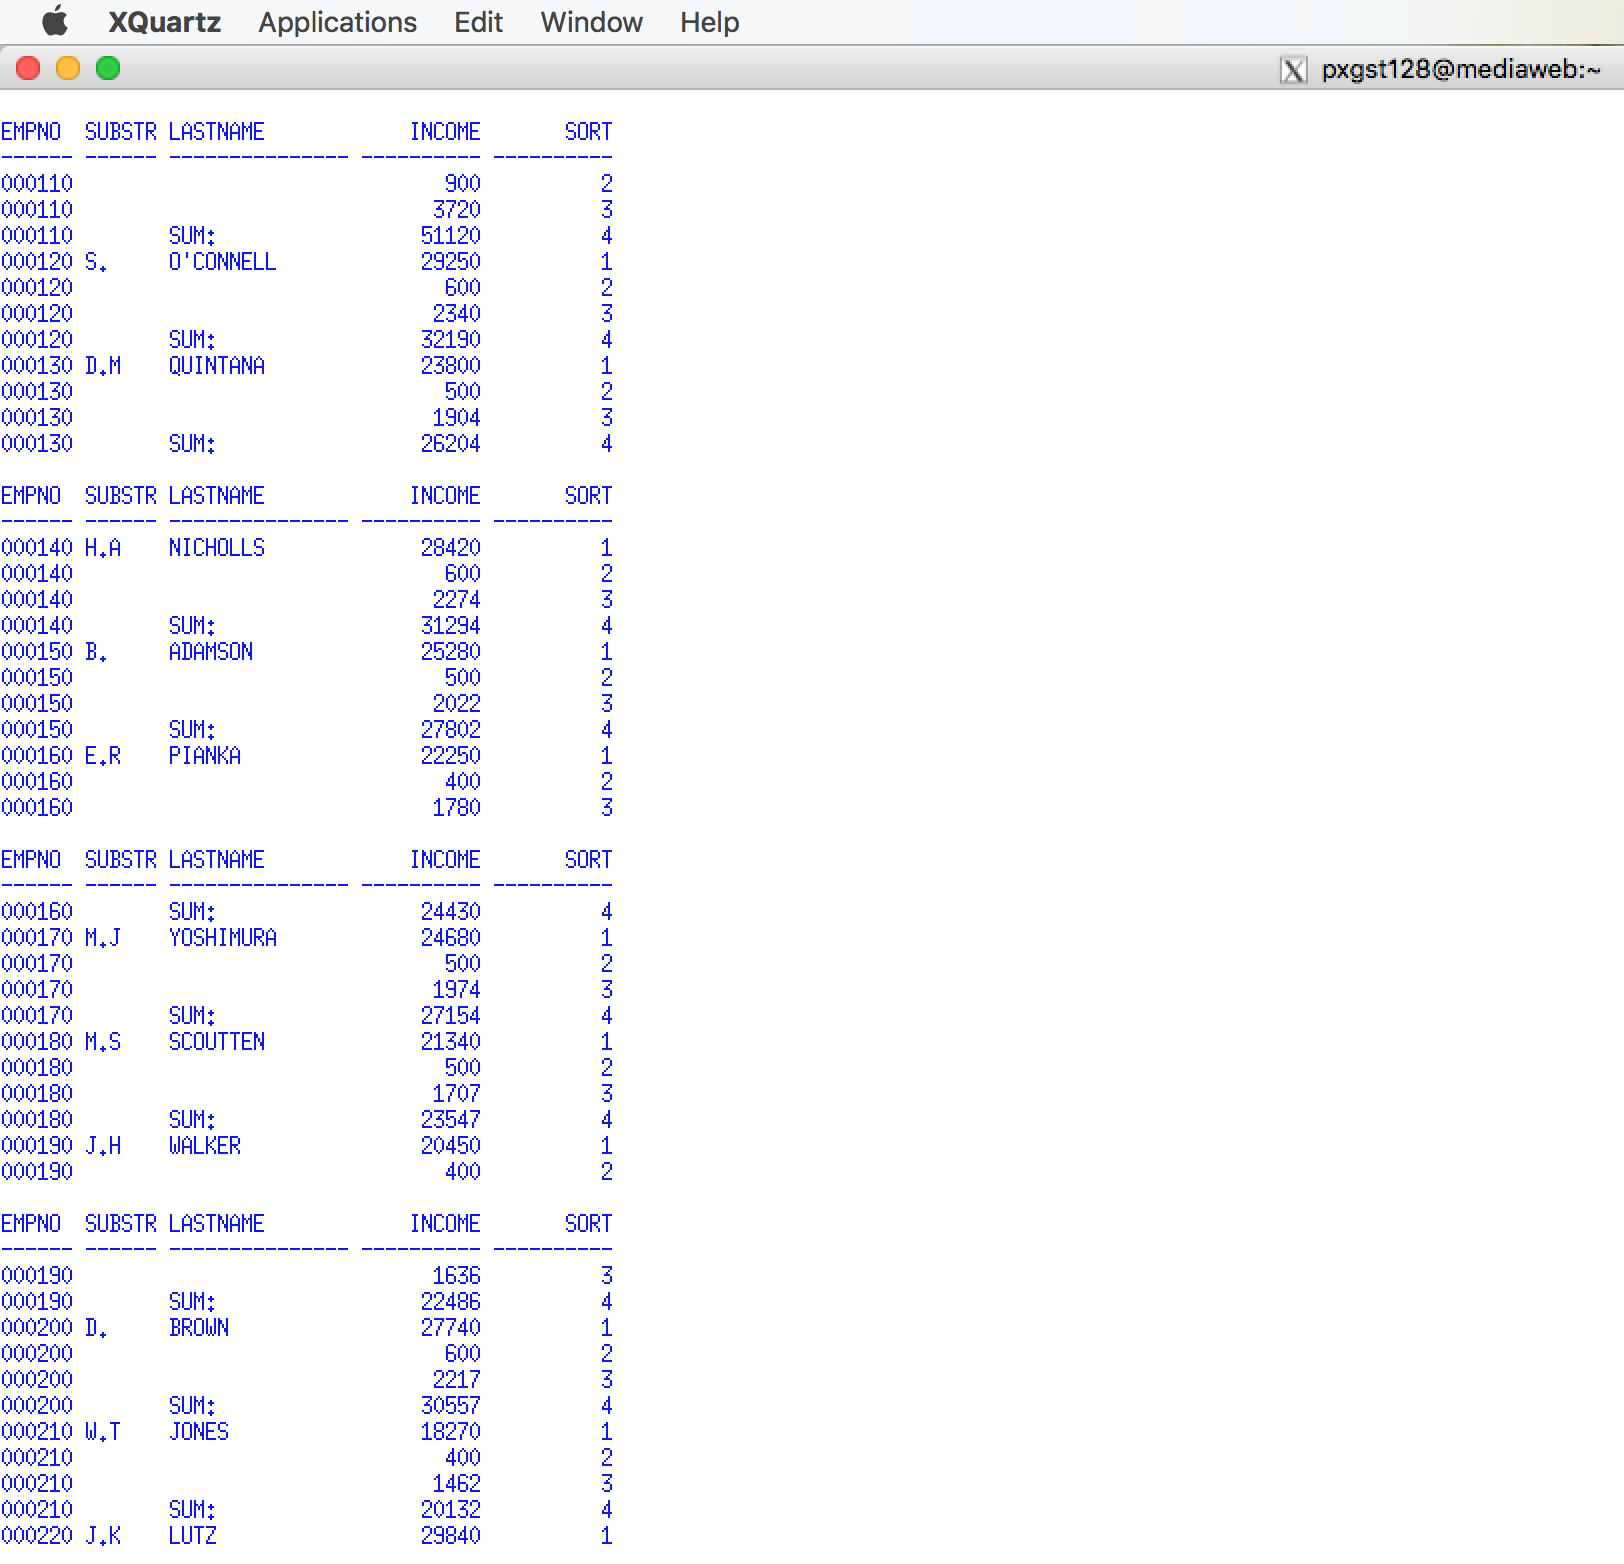 XQuartz Applications Edit Window Help
pxgst128@mediaweb:~
EMPNO  SUBSTR LASTNAME            INCOME       SORT
------ ------ --------------- ---------- ----------
000110                               900          2
000110                              3720          3
000110        SUM:                 51120          4
000120 S.     O'CONNELL            29250          1
000120                               600          2
000120                              2340          3
000120        SUM:                 32190          4
000130 D.M    QUINTANA             23800          1
000130                               500          2
000130                              1904          3
000130        SUM:                 26204          4
EMPNO  SUBSTR LASTNAME            INCOME       SORT
------ ------ --------------- ---------- ----------
000140 H.A    NICHOLLS             28420          1
000140                               600          2
000140                              2274          3
000140        SUM:                 31294          4
000150 B.     ADAMSON              25280          1
000150                               500          2
000150                              2022          3
000150        SUM:                 27802          4
000160 E.R    PIANKA               22250          1
000160                               400          2
000160                              1780          3
EMPNO  SUBSTR LASTNAME            INCOME       SORT
------ ------ --------------- ---------- ----------
000160        SUM:                 24430          4
000170 M.J    YOSHIMURA            24680          1
000170                               500          2
000170                              1974          3
000170        SUM:                 27154          4
000180 M.S    SCOUTTEN             21340          1
000180                               500          2
000180                              1707          3
000180        SUM:                 23547          4
000190 J.H    WALKER               20450          1
000190                               400          2
EMPNO  SUBSTR LASTNAME            INCOME       SORT
------ ------ --------------- ---------- ----------
000190                              1636          3
000190        SUM:                 22486          4
000200 D.     BROWN                27740          1
000200                               600          2
000200                              2217          3
000200        SUM:                 30557          4
000210 W.T    JONES                18270          1
000210                               400          2
000210                              1462          3
000210        SUM:                 20132          4
000220 J.K    LUTZ                 29840          1